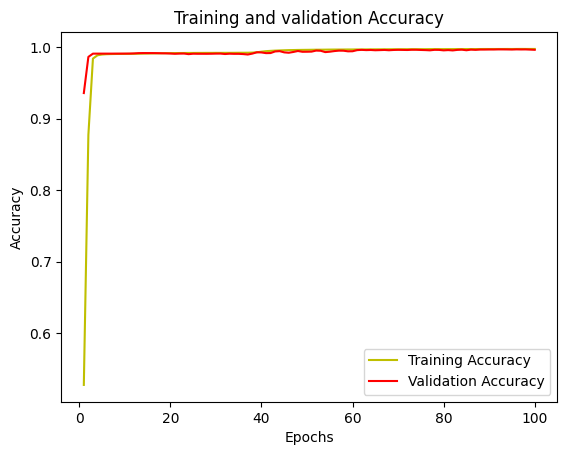 Training and validation Accuracy
1.0
0.9
0.8
0.7
0.6
Accuracy
0
20
40
60
80
100
Epochs
Training Accuracy
Validation Accuracy